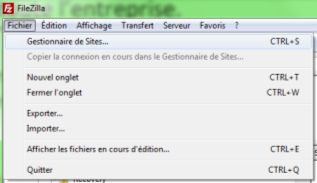 l'entreprise.
FileZilla
Fichier Édition Affichage Transfert Serveur Favoris ?
Gestionnaire de Sites... CTRL+S
Copier la connexion en cours dans le Gestionnaire de Sites...
Nouvel onglet CTRL+T
Fermer l'onglet CTRL+W
Exporter...
Importer...
Afficher les fichiers en cours d'édition... CTRL+E
Quitter CTRL+Q
Recovery